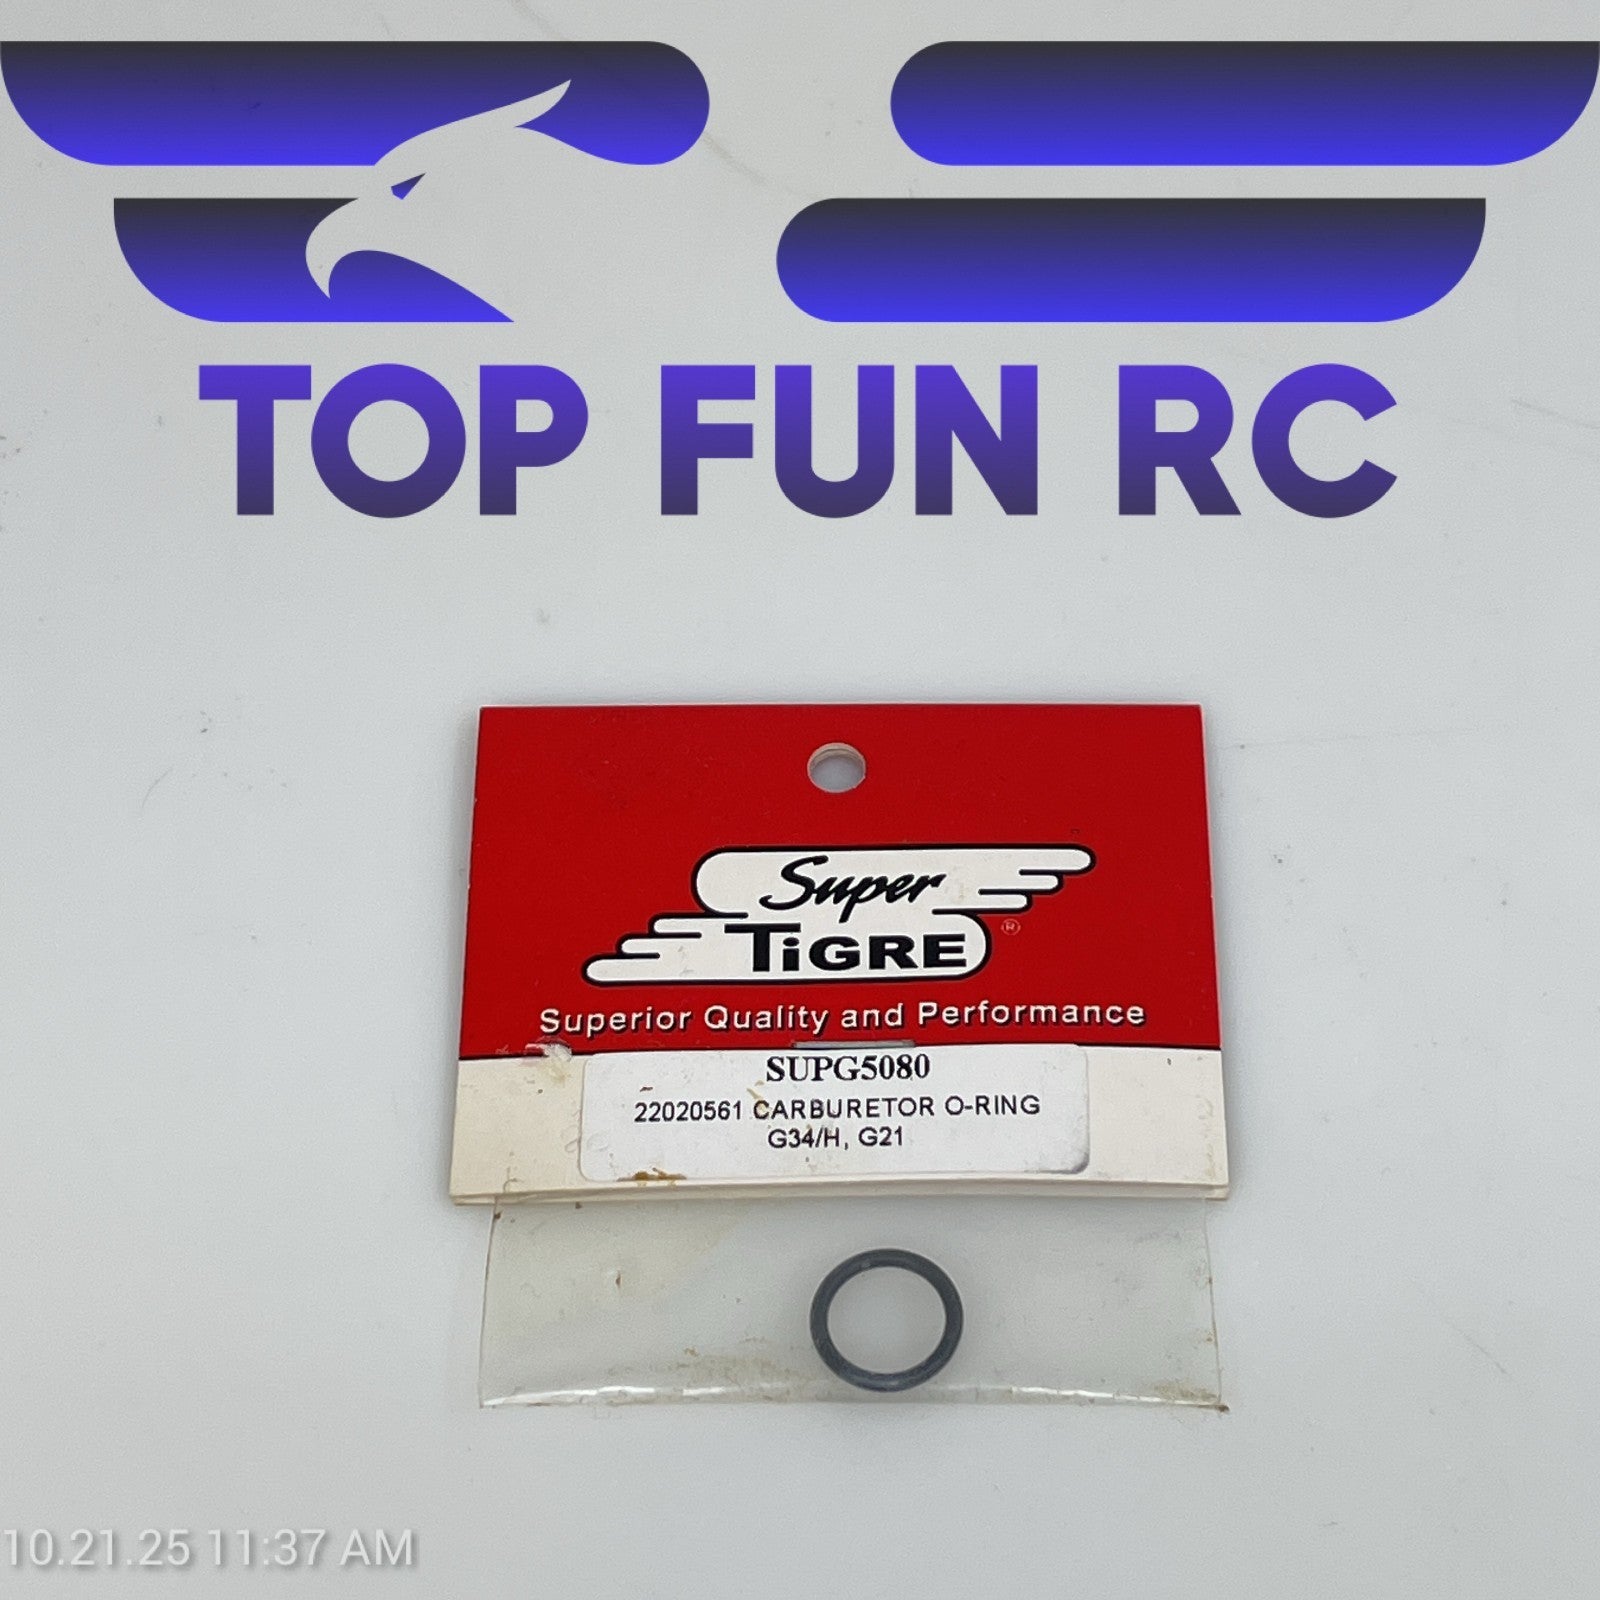 TOP FUN RC
Super
TiGRE
®
Superior Quality and Performance
SUPG5080
22020561 CARBURETOR O-RING
G34/H, G21
10.21.25 11:37 AM